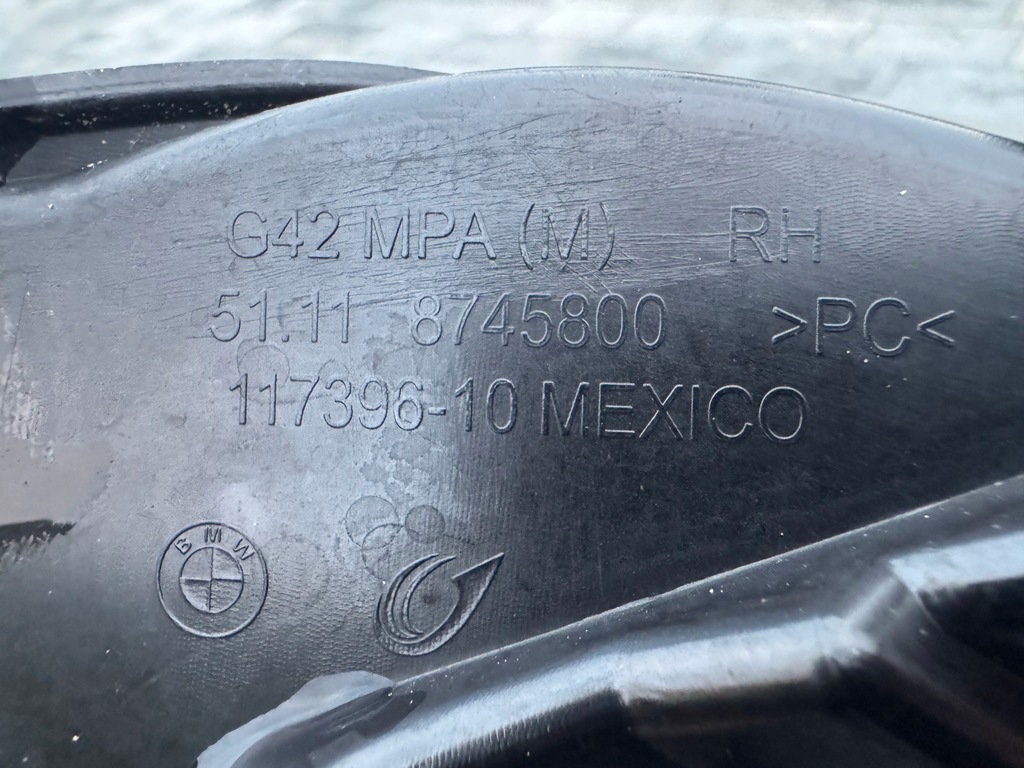 G42 MPA (M) RH
51.11 8745800 >PC<
117396-10 MEXICO
BMW